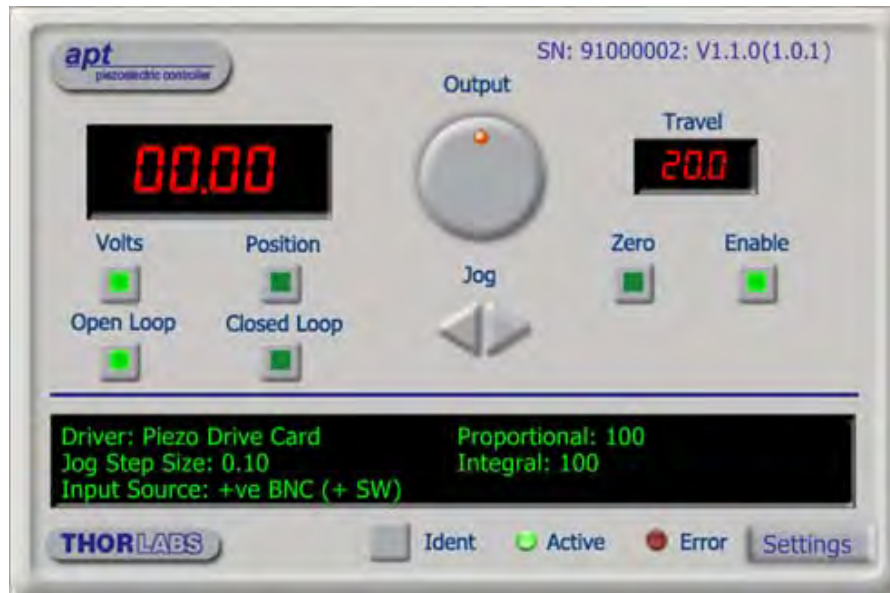 apt
piezoelectric controller
SN: 91000002: V1.1.0(1.0.1)
Output
Travel
00.00
20.0
Volts
Position
Zero
Enable
Jog
Open Loop
Closed Loop
Driver: Piezo Drive Card
Proportional: 100
Jog Step Size: 0.10
Integral: 100
Input Source: +ve BNC (+ SW)
THORLABS
Ident
Active
Error
Settings